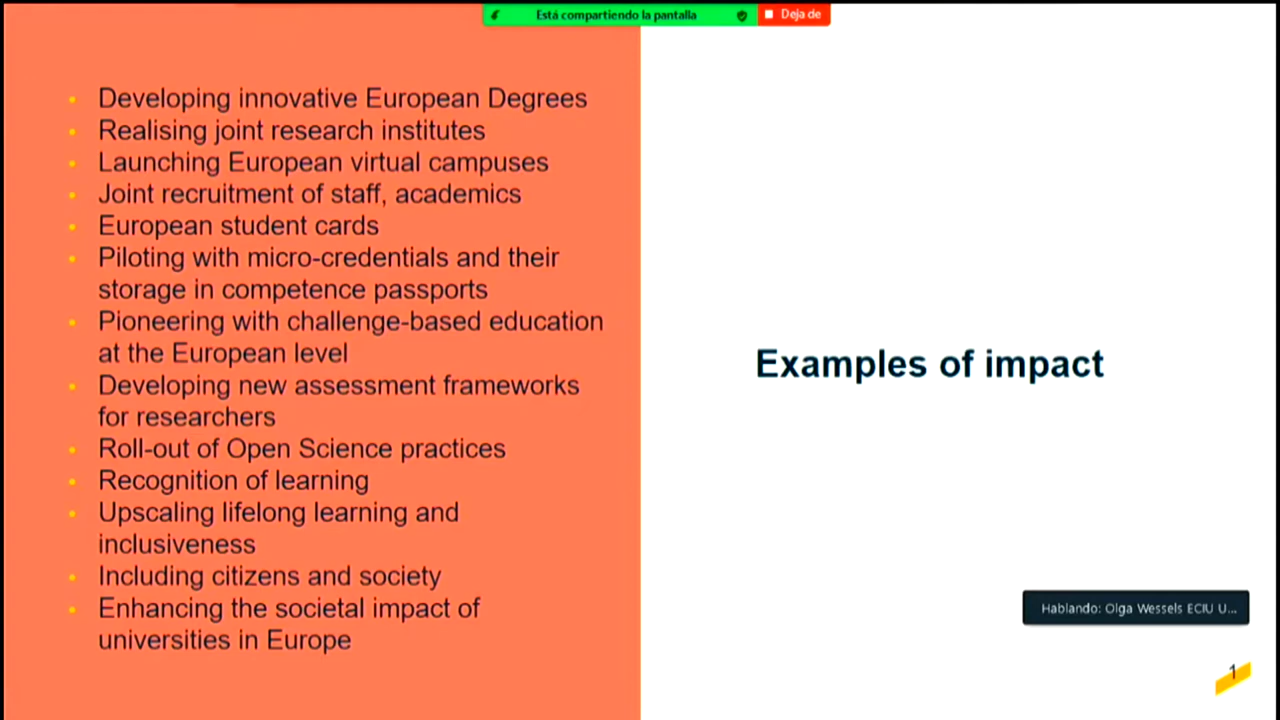 Está compartiendo la pantalla
Deja de
Developing innovative European Degrees
Realising joint research institutes
Launching European virtual campuses
Joint recruitment of staff, academics
European student cards
Piloting with micro-credentials and their
storage in competence passports
Pioneering with challenge-based education
at the European level
Developing new assessment frameworks
for researchers
Roll-out of Open Science practices
Recognition of learning
Upscaling lifelong learning and
inclusiveness
Including citizens and society
Enhancing the societal impact of
universities in Europe
Examples of impact
Hablando: Olga Wessels ECIU U...
1